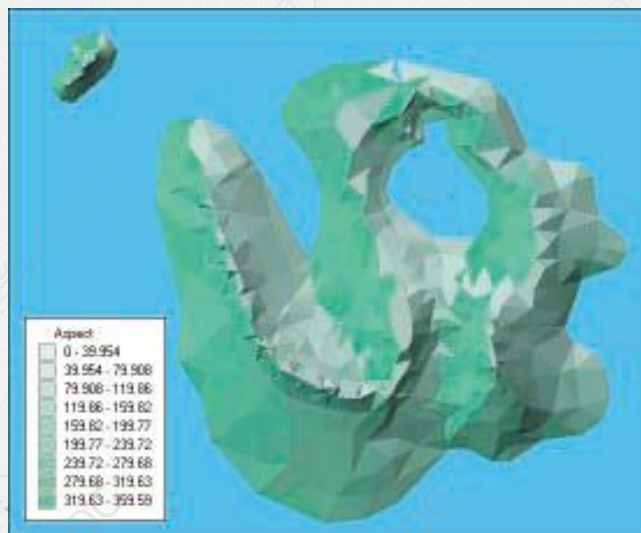 Aspect
0 - 39.954
39.954 - 79.908
79.908 - 119.86
119.86 - 159.82
159.82 - 199.77
199.77 - 239.72
239.72 - 279.68
279.68 - 319.63
319.63 - 359.59